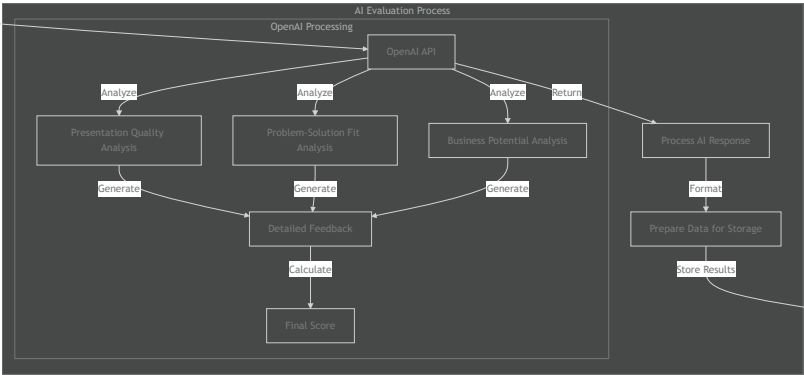 AI Evaluation Process
OpenAI Processing
OpenAI API
Analyze
Analyze
Analyze
Return
Presentation Quality
Analysis
Problem-Solution Fit
Analysis
Business Potential Analysis
Process AI Response
Generate
Generate
Generate
Format
Detailed Feedback
Prepare Data for Storage
Calculate
Store Results
Final Score